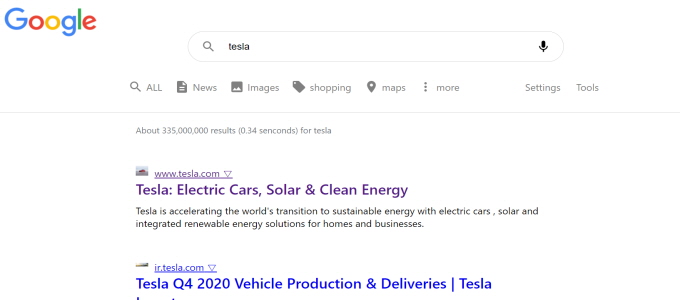 Google
tesla
ALL News Images shopping maps more Settings Tools
About 335,000,000 results (0.34 senconds) for tesla
www.tesla.com ▽
Tesla: Electric Cars, Solar & Clean Energy
Tesla is accelerating the world's transition to sustainable energy with electric cars , solar and
integrated renewable energy solutions for homes and businesses.
ir.tesla.com ▽
Tesla Q4 2020 Vehicle Production & Deliveries | Tesla